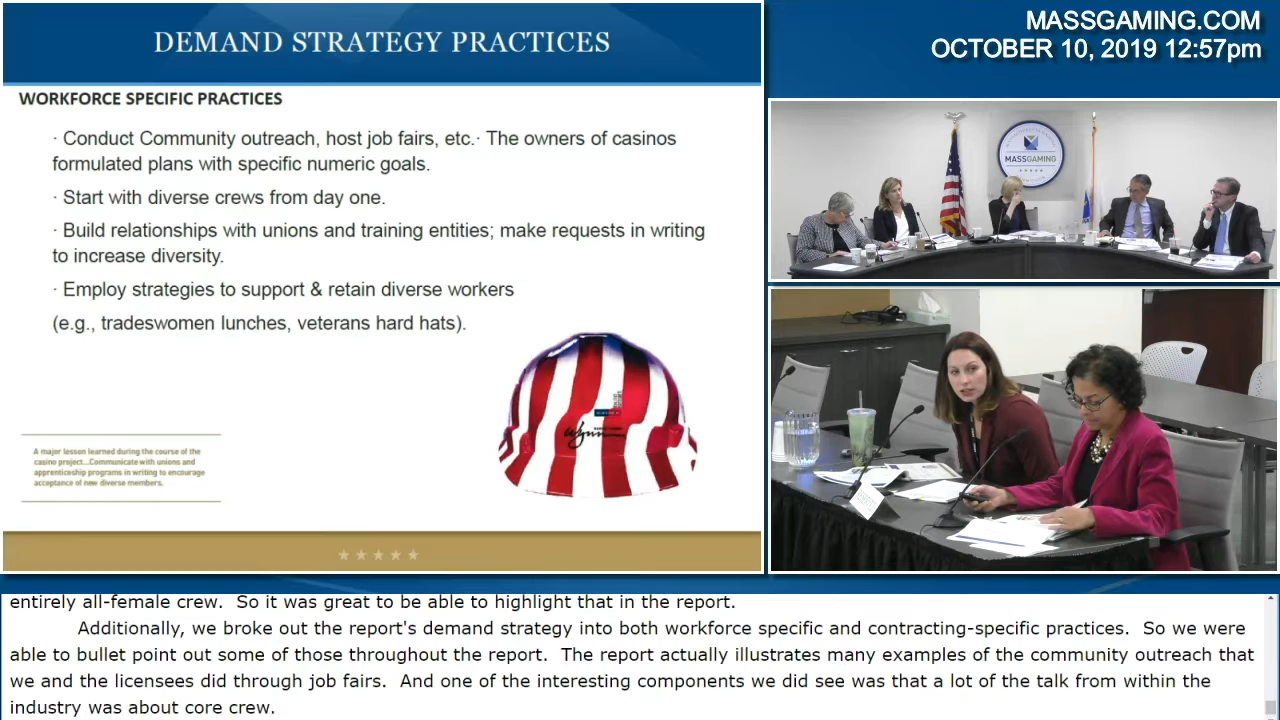 DEMAND STRATEGY PRACTICES
WORKFORCE SPECIFIC PRACTICES
· Conduct Community outreach, host job fairs, etc.· The owners of casinos
formulated plans with specific numeric goals.
· Start with diverse crews from day one.
· Build relationships with unions and training entities; make requests in writing
to increase diversity.
· Employ strategies to support & retain diverse workers
(e.g., tradeswomen lunches, veterans hard hats).
A major lesson learned during the course of the
casino project...Communicate with unions and
apprenticeship programs in writing to encourage
acceptance of new diverse members.
Wynn
MASSGAMING.COM
OCTOBER 10, 2019 12:57pm
MASSGAMING
entirely all-female crew.  So it was great to be able to highlight that in the report.
Additionally, we broke out the report's demand strategy into both workforce specific and contracting-specific practices.  So we were
able to bullet point out some of those throughout the report.  The report actually illustrates many examples of the community outreach that
we and the licensees did through job fairs.  And one of the interesting components we did see was that a lot of the talk from within the
industry was about core crew.